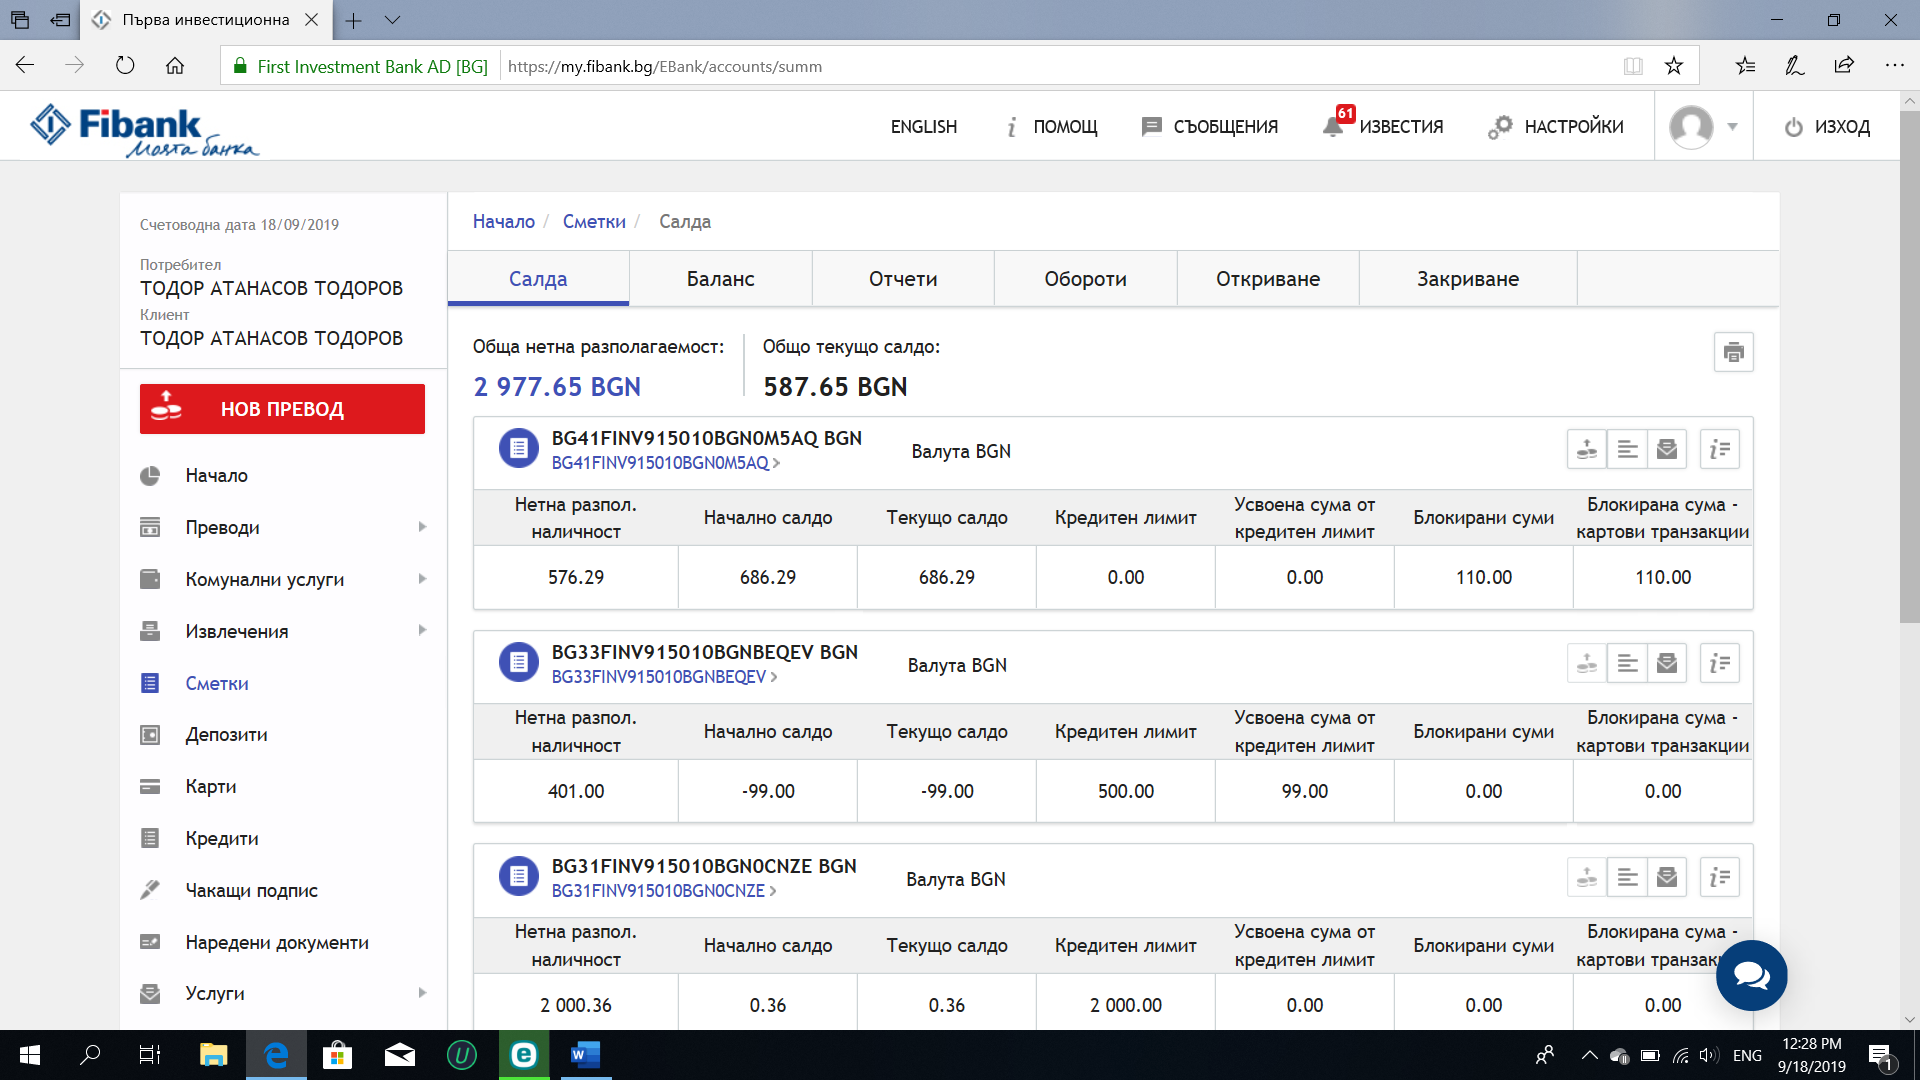 Първа инвестиционна
First Investment Bank AD [BG]
https://my.fibank.bg/EBank/accounts/summ
Fibank
Моята банка
ENGLISH
ПОМОЩ
СЪОБЩЕНИЯ
61
ИЗВЕСТИЯ
НАСТРОЙКИ
ИЗХОД
Счетоводна дата 18/09/2019
Потребител
ТОДОР АТАНАСОВ ТОДОРОВ
Клиент
ТОДОР АТАНАСОВ ТОДОРОВ
НОВ ПРЕВОД
Начало
Преводи
Комунални услуги
Извлечения
Сметки
Депозити
Карти
Кредити
Чакащи подпис
Наредени документи
Услуги
Начало / Сметки / Салда
Салда Баланс Отчети Обороти Откриване Закриване
Обща нетна разполагаемост: Общо текущо салдо:
2 977.65 BGN 587.65 BGN
BG41FINV915010BGN0M5AQ BGN
BG41FINV915010BGN0M5AQ
Валута BGN
Нетна разпол. наличност Начално салдо Текущо салдо Кредитен лимит Усвоена сума от кредитен лимит Блокирани суми Блокирана сума - картови транзакции
576.29 686.29 686.29 0.00 0.00 110.00 110.00
BG33FINV915010BGNBEQEV BGN
BG33FINV915010BGNBEQEV
Валута BGN
Нетна разпол. наличност Начално салдо Текущо салдо Кредитен лимит Усвоена сума от кредитен лимит Блокирани суми Блокирана сума - картови транзакции
401.00 -99.00 -99.00 500.00 99.00 0.00 0.00
BG31FINV915010BGN0CNZE BGN
BG31FINV915010BGN0CNZE
Валута BGN
Нетна разпол. наличност Начално салдо Текущо салдо Кредитен лимит Усвоена сума от кредитен лимит Блокирани суми Блокирана сума - картови
2 000.36 0.36 0.36 2 000.00 0.00 0.00 0.00
ENG
12:28 PM
9/18/2019
1